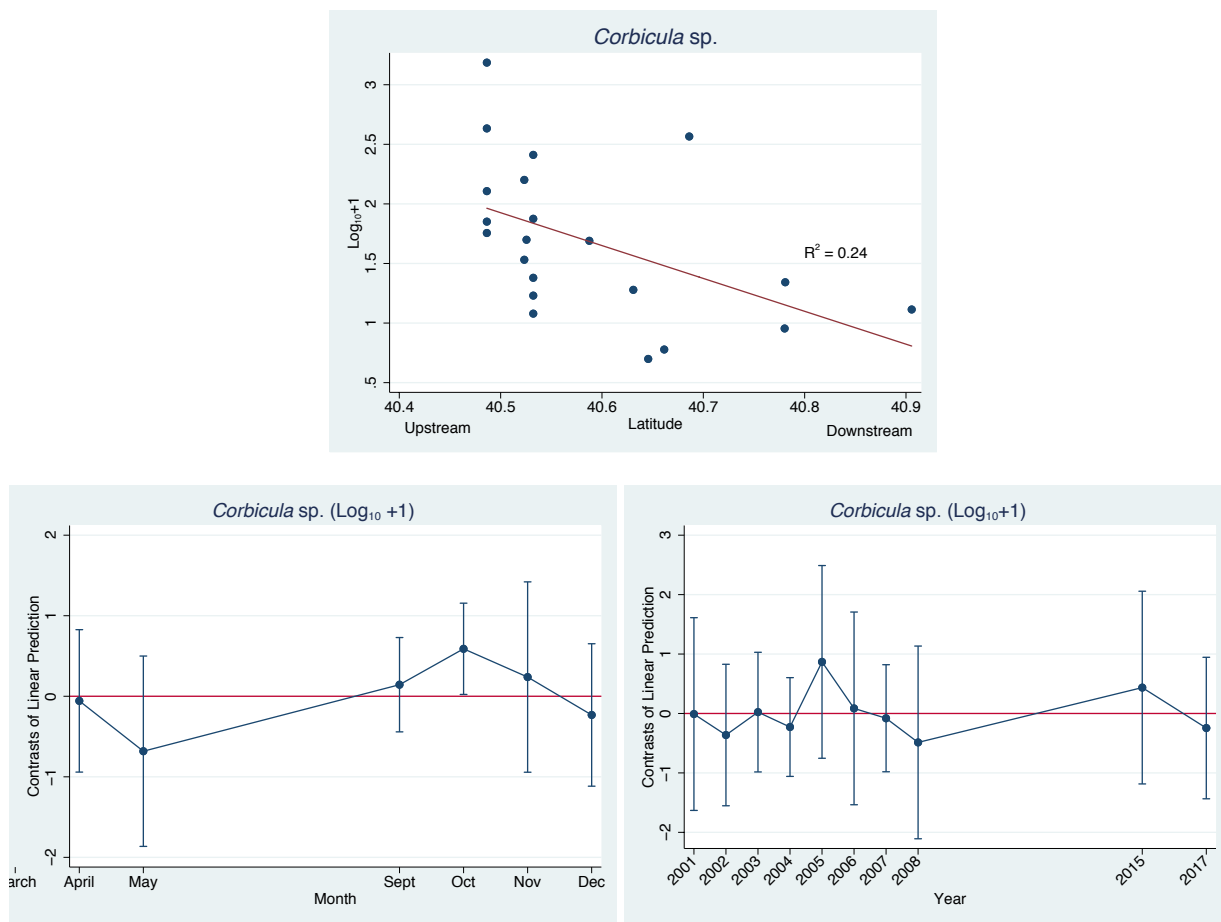 Corbicula sp.
3
2.5
2
1.5
1
.5
Log₁₀+1
R² = 0.24
40.4 40.5 40.6 40.7 40.8 40.9
Upstream Latitude Downstream
Corbicula sp. (Log₁₀ +1)
2
1
0
−1
−2
Contrasts of Linear Prediction
arch April May Sept Oct Nov Dec
Month
Corbicula sp. (Log₁₀+1)
3
2
1
0
−1
−2
Contrasts of Linear Prediction
2001 2002 2003 2004 2005 2006 2007 2008 2015 2017
Year